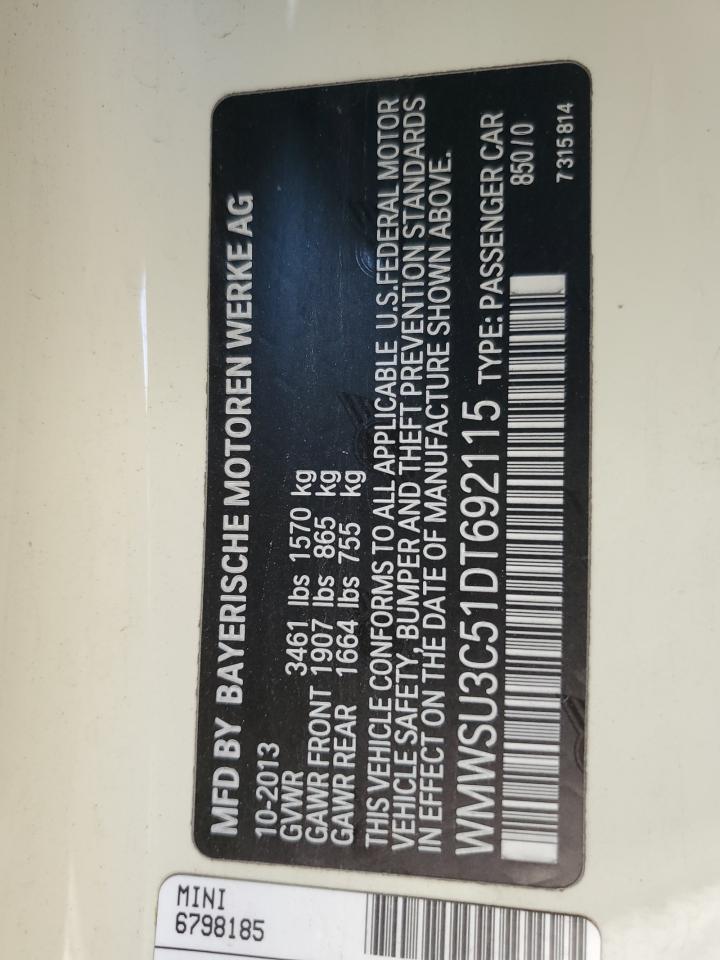 MFD BY BAYERISCHE MOTOREN WERKE AG
10-2013
GVWR 3461 lbs 1570 kg
GAWR FRONT 1907 lbs 865 kg
GAWR REAR 1664 lbs 755 kg
THIS VEHICLE CONFORMS TO ALL APPLICABLE U.S.FEDERAL MOTOR
VEHICLE SAFETY, BUMPER AND THEFT PREVENTION STANDARDS
IN EFFECT ON THE DATE OF MANUFACTURE SHOWN ABOVE.
WMWSU3C51DT692115 TYPE: PASSENGER CAR
850/0
7315814
MINI
6798185